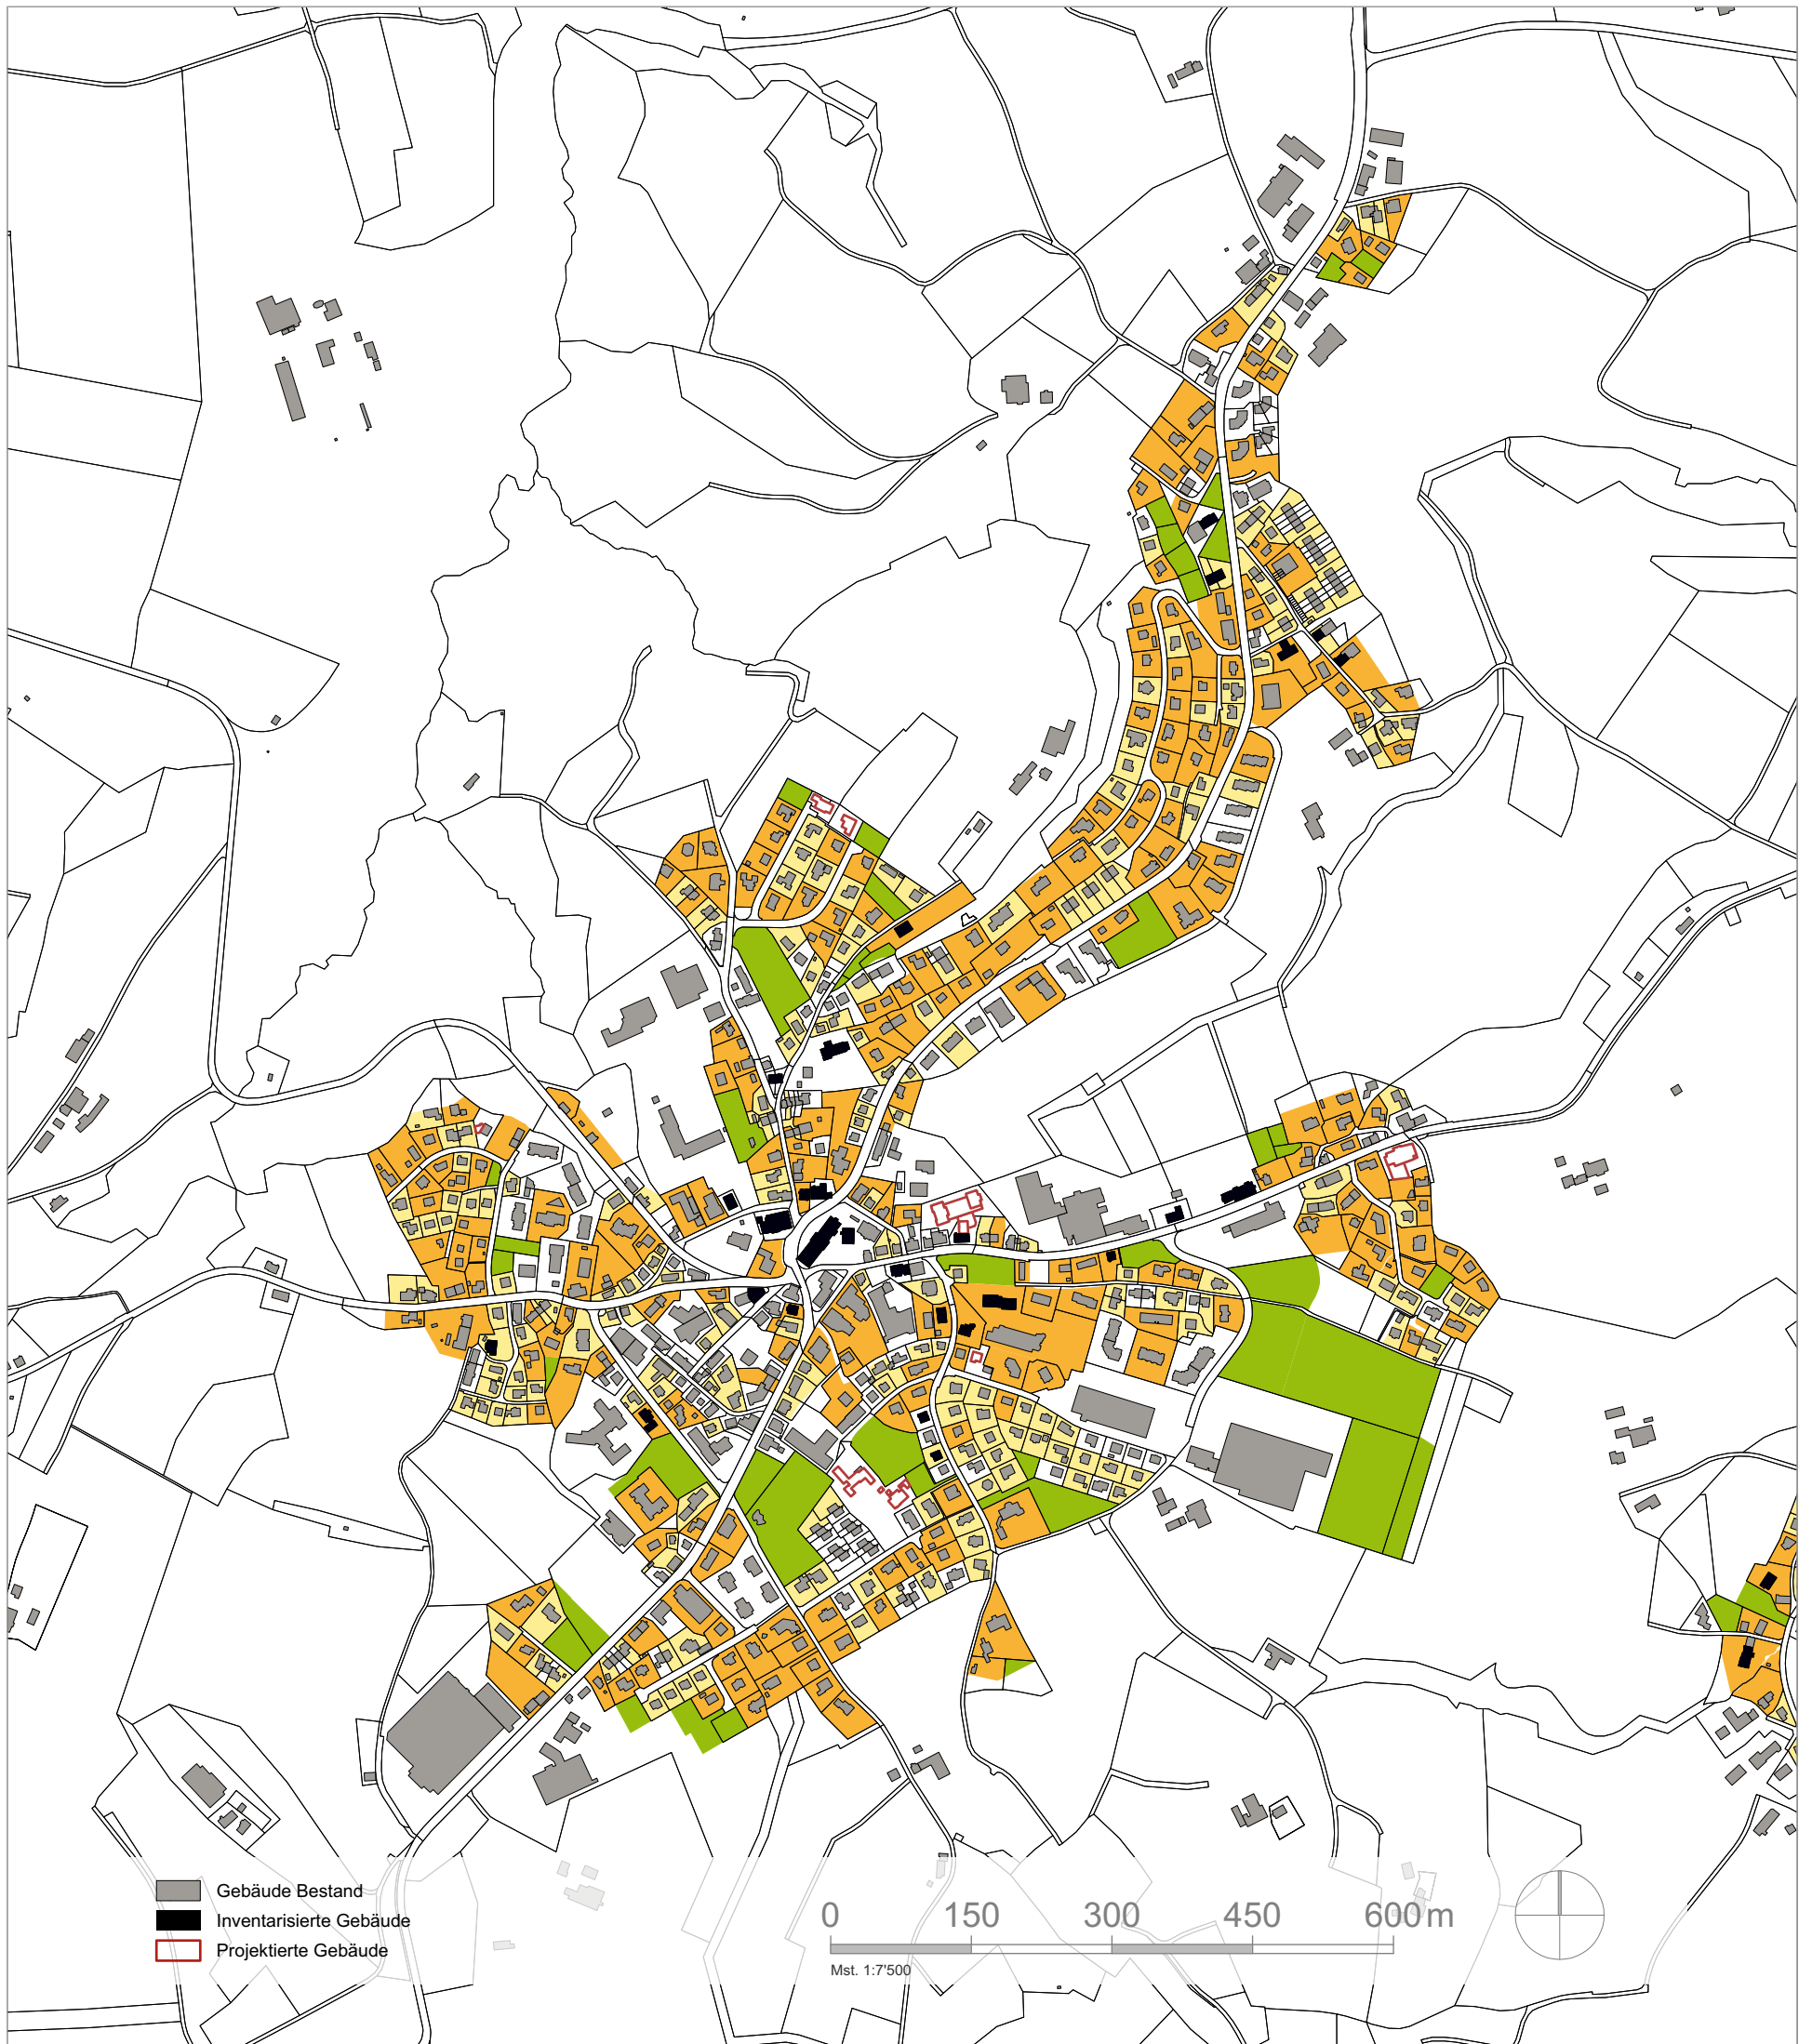 Gebäude Bestand
Inventarisierte Gebäude
Projektierte Gebäude
0 150 300 450 600 m
Mst. 1:7'500